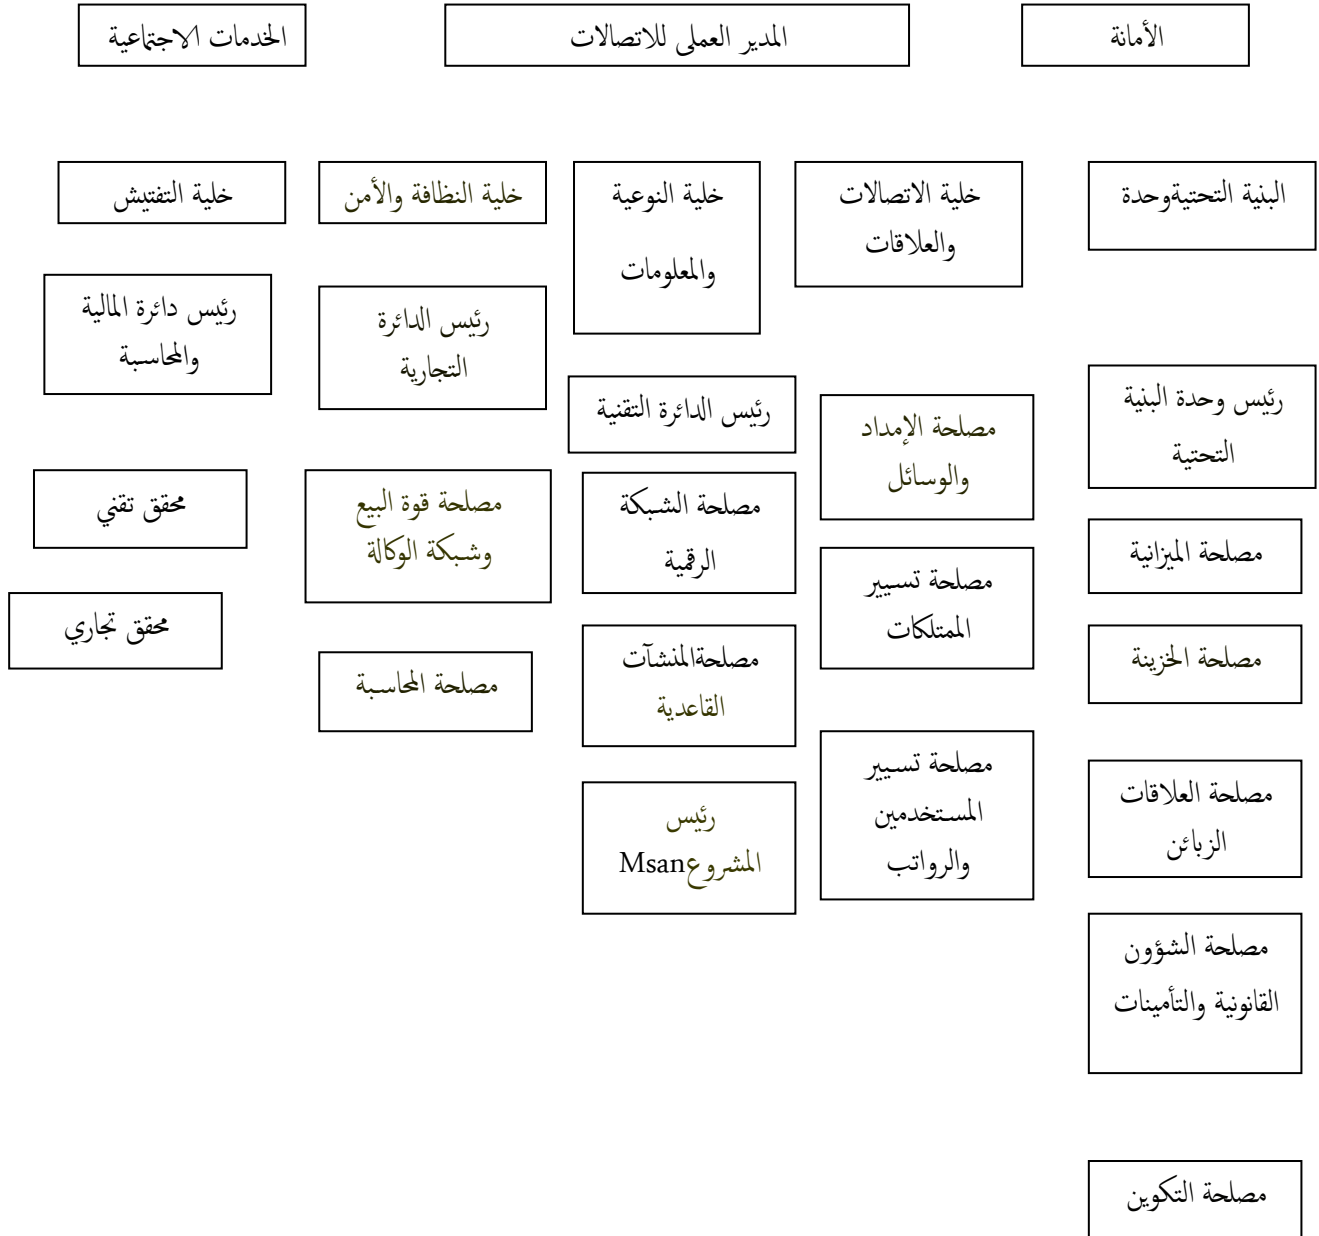 الأمانة
المدير العملي للاتصالات
الخدمات الاجتماعية
البنية التحتيةوحدة
خلية الاتصالات
والعلاقات
خلية النوعية
والمعلومات
خلية النظافة والأمن
خلية التفتيش
رئيس وحدة البنية
التحتية
مصلحة الميزانية
مصلحة الخزينة
مصلحة العلاقات
الزبائن
مصلحة الشؤون
القانونية والتأمينات
مصلحة التكوين
مصلحة الإمداد
والوسائل
مصلحة تسيير
الممتلكات
مصلحة تسيير
المستخدمين
والرواتب
رئيس الدائرة التقنية
مصلحة الشبكة
الرقمية
مصلحةالمنشآت
القاعدية
رئيس
المشروعMsan
رئيس الدائرة
التجارية
مصلحة قوة البيع
وشبكة الوكالة
مصلحة المحاسبة
رئيس دائرة المالية
والمحاسبة
محقق تقني
محقق تجاري